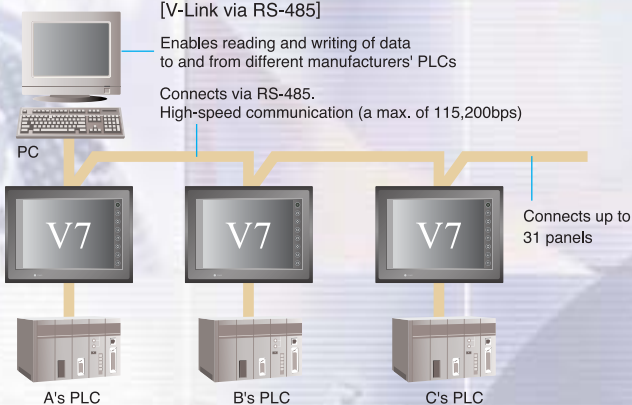 [V-Link via RS-485]
Enables reading and writing of data
to and from different manufacturers' PLCs
Connects via RS-485.
High-speed communication (a max. of 115,200bps)
PC
V7
V7
V7
Connects up to
31 panels
A's PLC
B's PLC
C's PLC